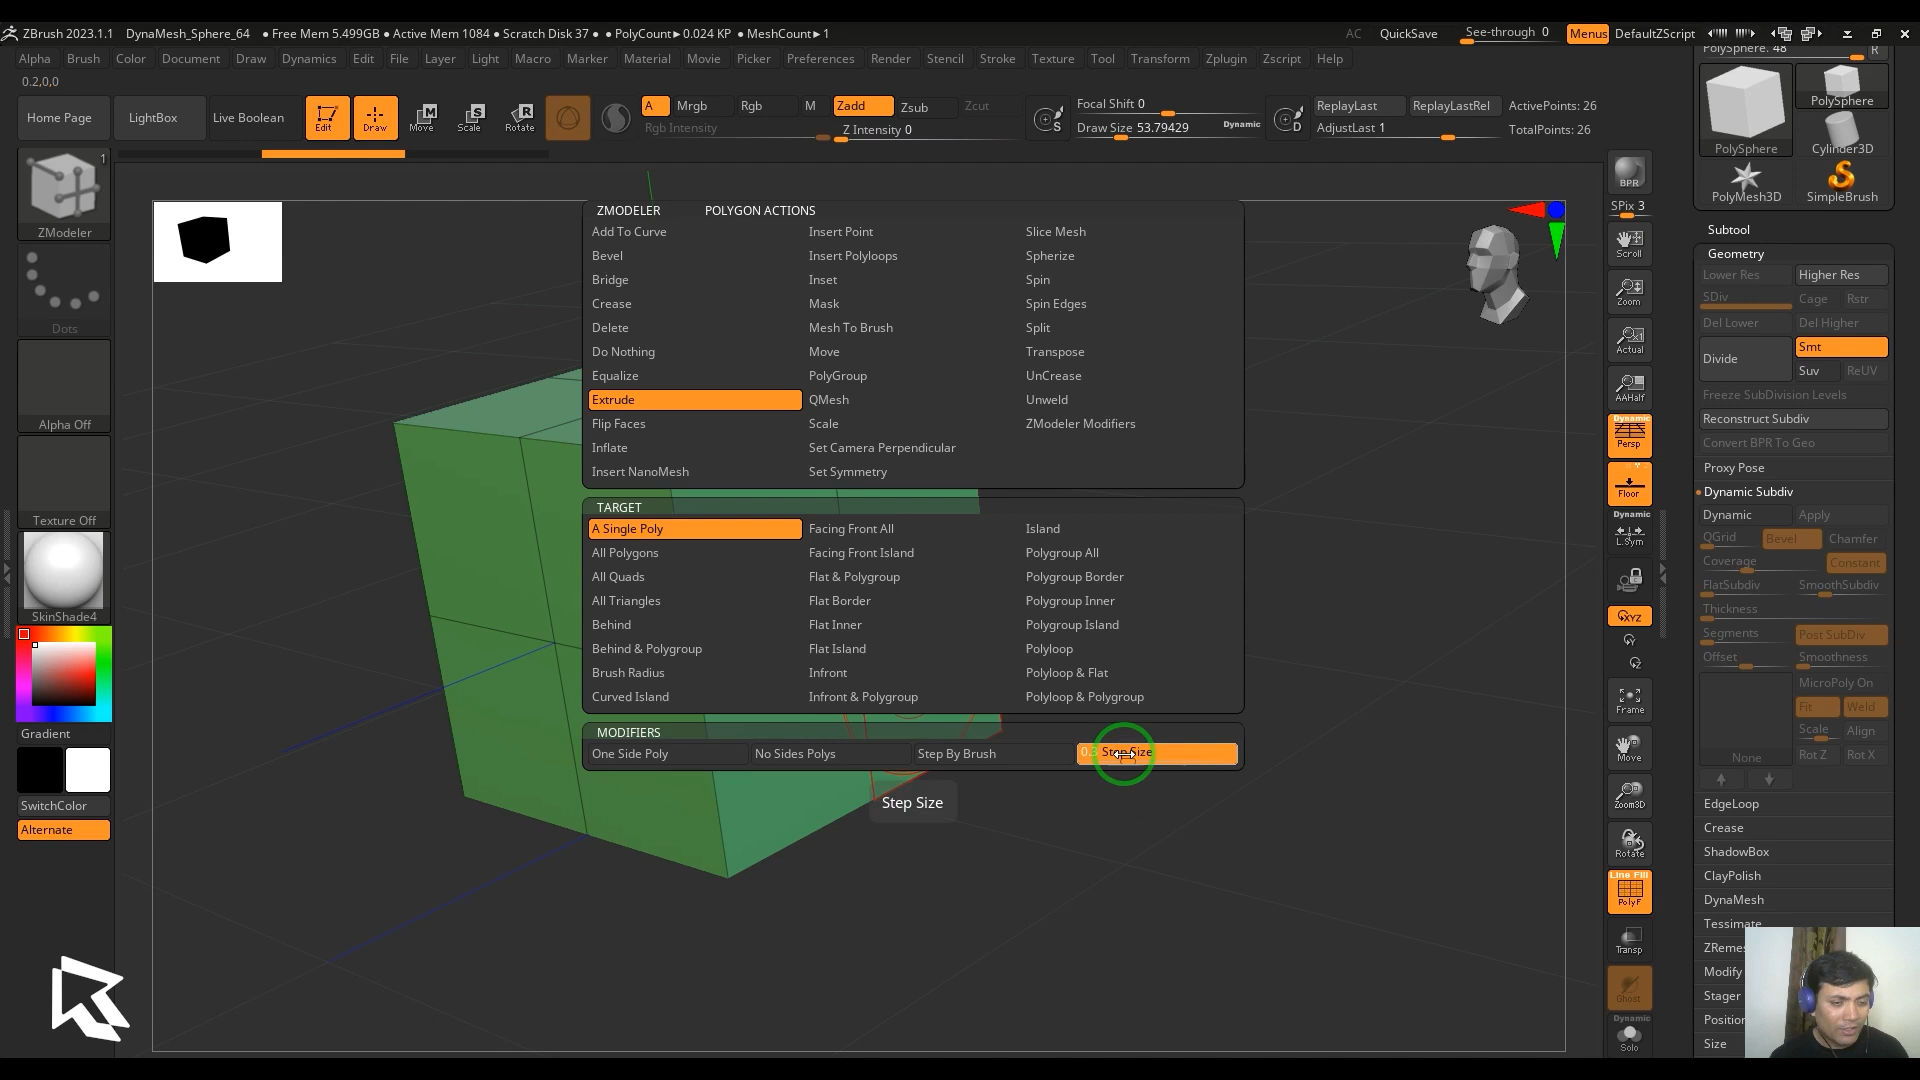 ZBrush 2023.1.1 DynaMesh_Sphere_64 ● Free Mem 5.499GB ● Active Mem 1084 ● Scratch Disk 37 ● ● PolyCount►0.024 KP ● MeshCount►1 AC QuickSave See-through 0 Menus DefaultZScript
Alpha Brush Color Document Draw Dynamics Edit File Layer Light Macro Marker Material Movie Picker Preferences Render Stencil Stroke Texture Tool Transform Zplugin Zscript Help
0.2,0,0
Home Page LightBox Live Boolean Edit Draw Move Scale Rotate
A Mrgb Rgb M Zadd Zsub Zcut
Rgb Intensity Z Intensity 0
S Focal Shift 0
Draw Size 53.79429 Dynamic
D ReplayLast ReplayLastRel ActivePoints: 26
AdjustLast 1 TotalPoints: 26
1
ZModeler
Dots
Alpha Off
Texture Off
SkinShade4
Gradient
SwitchColor
Alternate
ZMODELER POLYGON ACTIONS
Add To Curve Insert Point Slice Mesh
Bevel Insert Polyloops Spherize
Bridge Inset Spin
Crease Mask Spin Edges
Delete Mesh To Brush Split
Do Nothing Move Transpose
Equalize PolyGroup UnCrease
Extrude QMesh Unweld
Flip Faces Scale ZModeler Modifiers
Inflate Set Camera Perpendicular
Insert NanoMesh Set Symmetry
TARGET
A Single Poly Facing Front All Island
All Polygons Facing Front Island Polygroup All
All Quads Flat & Polygroup Polygroup Border
All Triangles Flat Border Polygroup Inner
Behind Flat Inner Polygroup Island
Behind & Polygroup Flat Island Polyloop
Brush Radius Infront Polyloop & Flat
Curved Island Infront & Polygroup Polyloop & Polygroup
MODIFIERS
One Side Poly No Sides Polys Step By Brush Step Size
Step Size
BPR
SPix 3
Scroll
Zoom
Actual
AAHalf
Dynamic
Persp
Floor
Dynamic
L.Sym
XYZ
Y
Z
Frame
Move
Zoom3D
Rotate
Line Fill
PolyF
Transp
Ghost
Dynamic
Solo
PolySphere. 48 R
PolySphere
PolySphere Cylinder3D
PolyMesh3D SimpleBrush
Subtool
Geometry
Lower Res Higher Res
SDiv Cage Rstr
Del Lower Del Higher
Divide Smt
Suv ReUV
Freeze SubDivision Levels
Reconstruct Subdiv
Convert BPR To Geo
Proxy Pose
Dynamic Subdiv
Dynamic Apply
QGrid Bevel Chamfer
Coverage Constant
FlatSubdiv SmoothSubdiv
Thickness
Segments Post SubDiv
Offset Smoothness
MicroPoly On
Fit Weld
Scale Align
None Rot Z Rot X
EdgeLoop
Crease
ShadowBox
ClayPolish
DynaMesh
Tessimate
Modify
Stager
Size